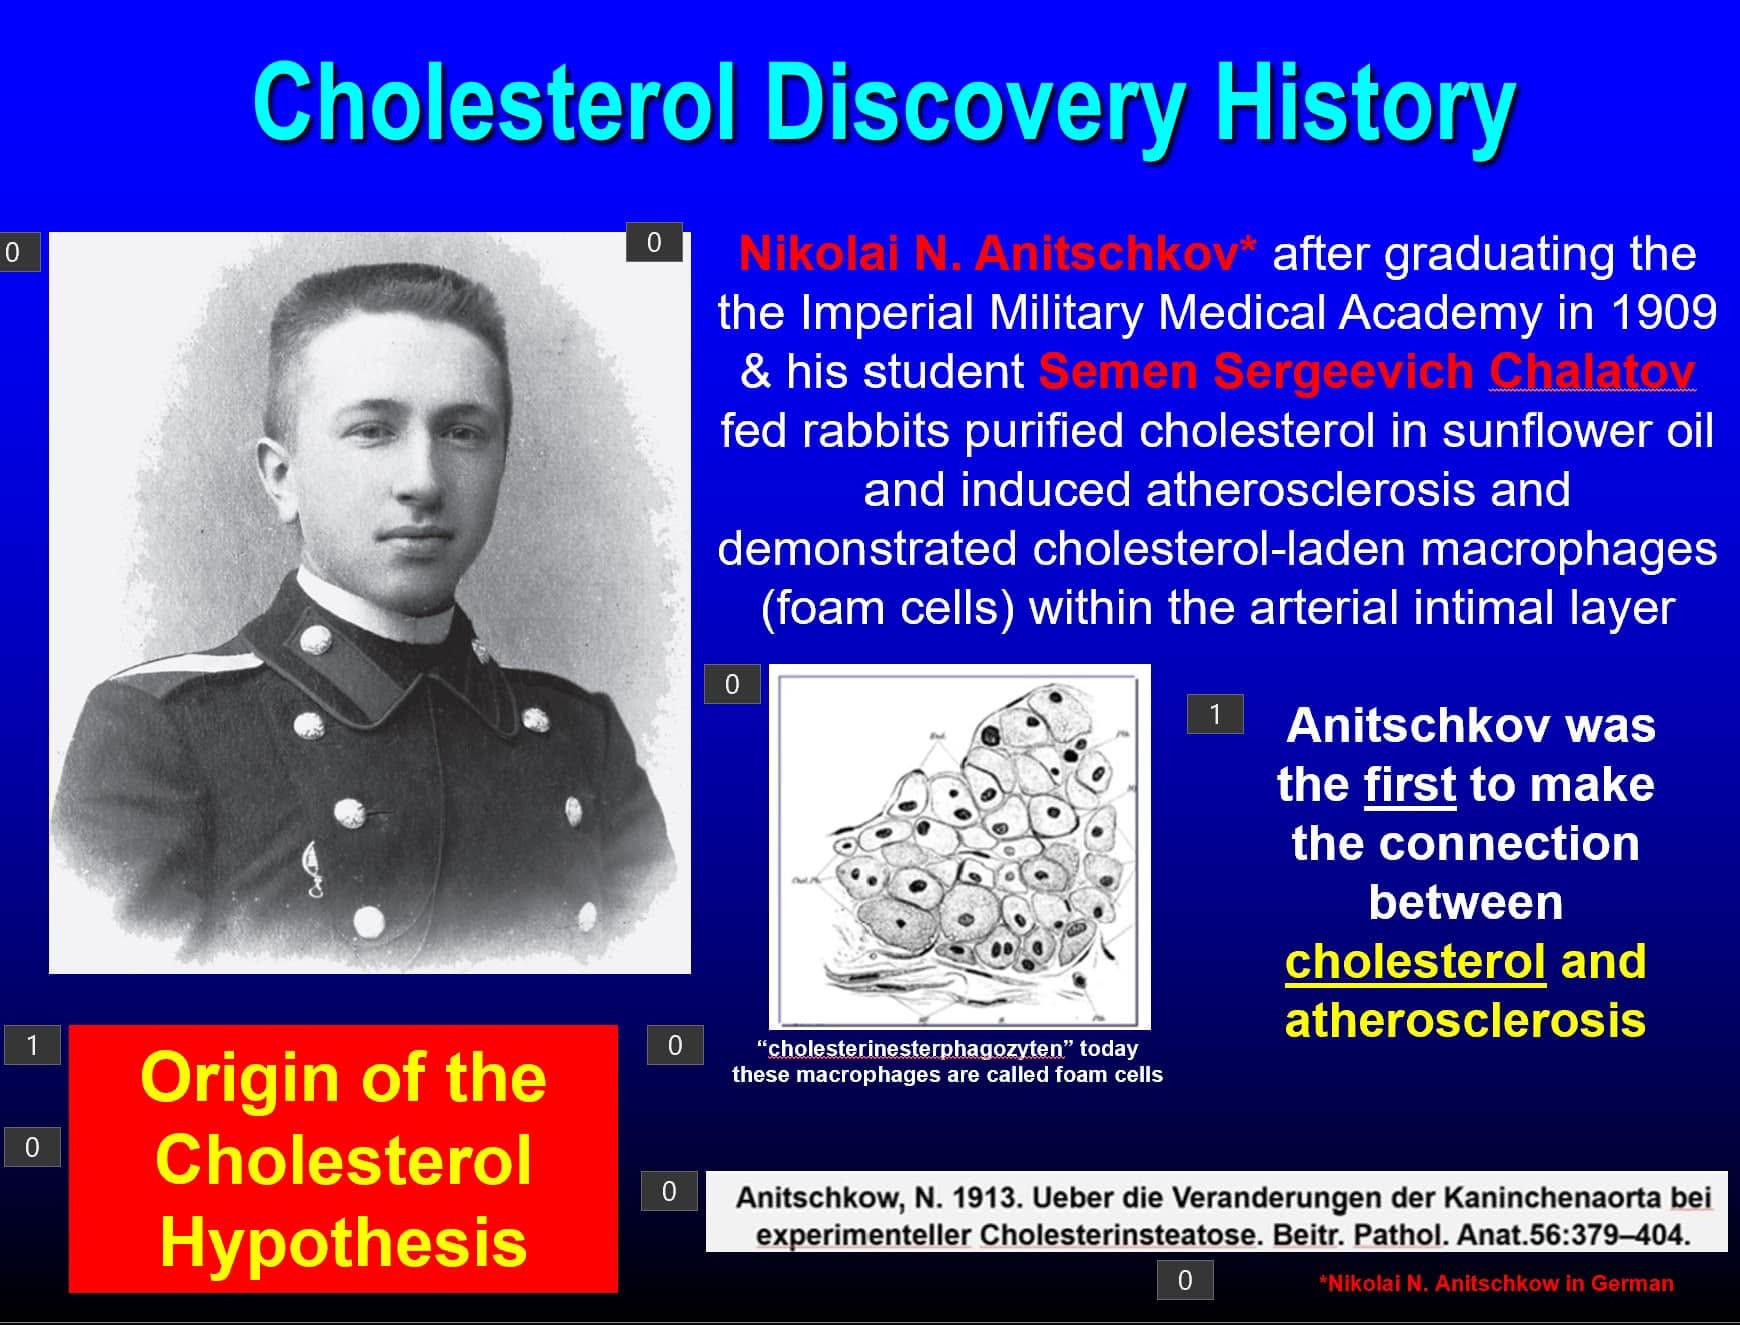 Cholesterol Discovery History
0
0
Nikolai N. Anitschkov* after graduating the
the Imperial Military Medical Academy in 1909
& his student Semen Sergeevich Chalatov
fed rabbits purified cholesterol in sunflower oil
and induced atherosclerosis and
demonstrated cholesterol-laden macrophages
(foam cells) within the arterial intimal layer
0
1
Anitschkov was
the first to make
the connection
between
cholesterol and
atherosclerosis
1
0
Origin of the
Cholesterol
Hypothesis
0
“cholesterinesterphagozyten” today
these macrophages are called foam cells
0
Anitschkow, N. 1913. Ueber die Veranderungen der Kaninchenaorta bei
experimenteller Cholesterinsteatose. Beitr. Pathol. Anat.56:379–404.
0
*Nikolai N. Anitschkow in German